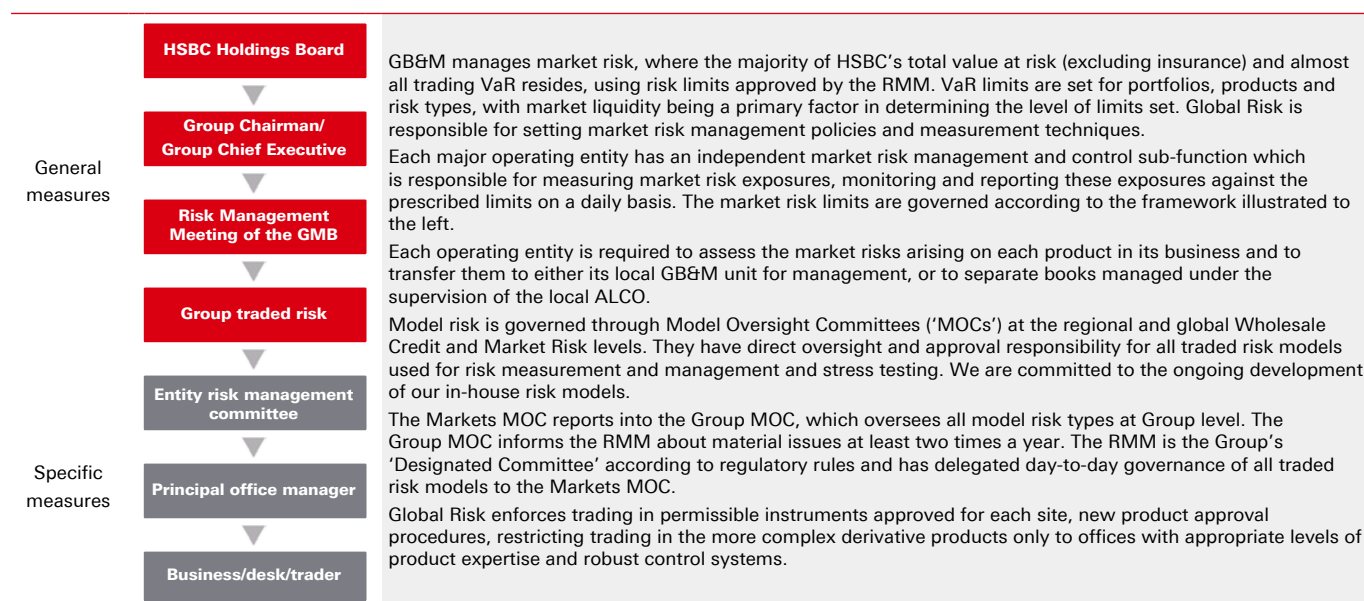 HSBC Holdings Board
Group Chairman/
Group Chief Executive
General
measures
Risk Management
Meeting of the GMB
Group traded risk
Entity risk management
committee
Specific
measures
Principal office manager
Business/desk/trader
GB&M manages market risk, where the majority of HSBC's total value at risk (excluding insurance) and almost
all trading VaR resides, using risk limits approved by the RMM. VaR limits are set for portfolios, products and
risk types, with market liquidity being a primary factor in determining the level of limits set. Global Risk is
responsible for setting market risk management policies and measurement techniques.
Each major operating entity has an independent market risk management and control sub-function which
is responsible for measuring market risk exposures, monitoring and reporting these exposures against the
prescribed limits on a daily basis. The market risk limits are governed according to the framework illustrated to
the left.
Each operating entity is required to assess the market risks arising on each product in its business and to
transfer them to either its local GB&M unit for management, or to separate books managed under the
supervision of the local ALCO.
Model risk is governed through Model Oversight Committees ('MOCs') at the regional and global Wholesale
Credit and Market Risk levels. They have direct oversight and approval responsibility for all traded risk models
used for risk measurement and management and stress testing. We are committed to the ongoing development
of our in-house risk models.
The Markets MOC reports into the Group MOC, which oversees all model risk types at Group level. The
Group MOC informs the RMM about material issues at least two times a year. The RMM is the Group's
'Designated Committee' according to regulatory rules and has delegated day-to-day governance of all traded
risk models to the Markets MOC.
Global Risk enforces trading in permissible instruments approved for each site, new product approval
procedures, restricting trading in the more complex derivative products only to offices with appropriate levels of
product expertise and robust control systems.